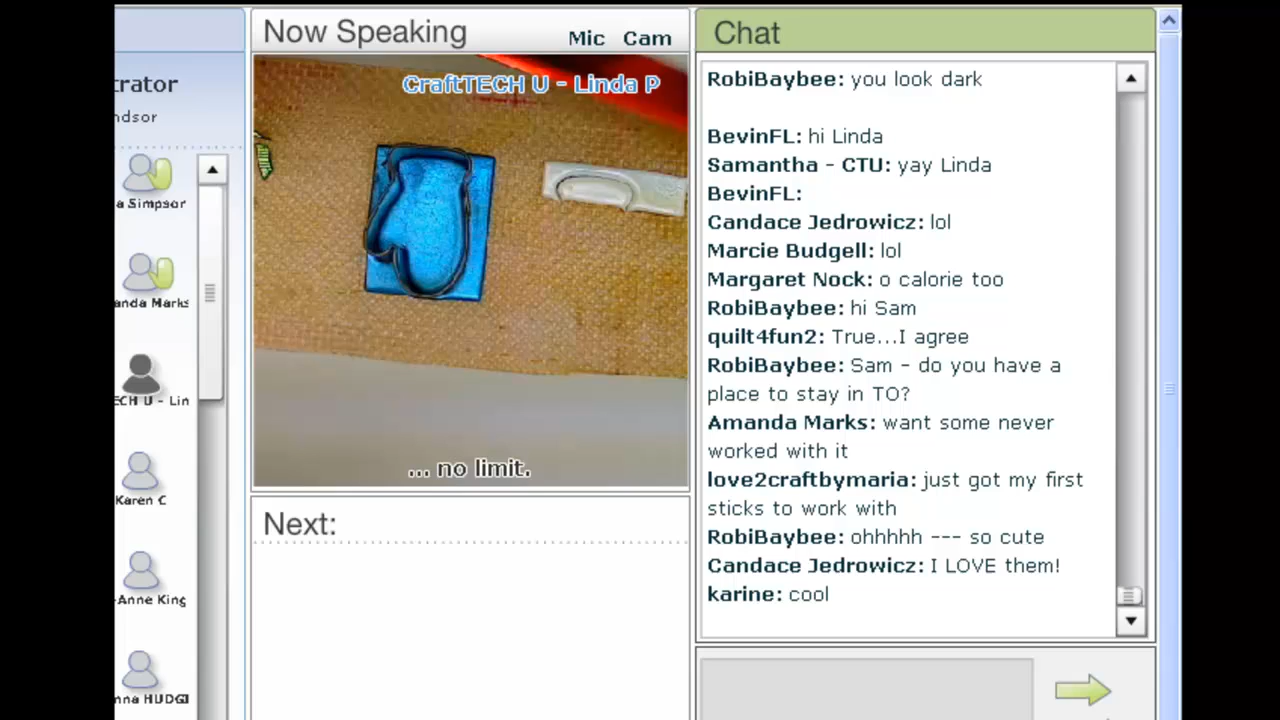 trator
ndsor
a Simpsor
anda Marks
ECH U - Lin
Karen C
-Anne King
nna HUDGI
Now Speaking
Mic Cam
CraftTECH U - Linda P
... no limit.
Next:
Chat
RobiBaybee: you look dark
BevinFL: hi Linda
Samantha - CTU: yay Linda
BevinFL:
Candace Jedrowicz: lol
Marcie Budgell: lol
Margaret Nock: o calorie too
RobiBaybee: hi Sam
quilt4fun2: True...I agree
RobiBaybee: Sam - do you have a
place to stay in TO?
Amanda Marks: want some never
worked with it
love2craftbymaria: just got my first
sticks to work with
RobiBaybee: ohhhhh --- so cute
Candace Jedrowicz: I LOVE them!
karine: cool